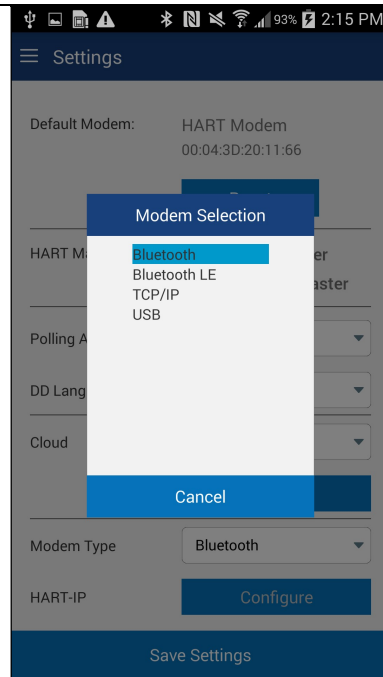 93% 2:15 PM
Settings
Default Modem: HART Modem
00:04:3D:20:11:66
Modem Selection
HART M
Bluetooth
er
Bluetooth LE
aster
TCP/IP
USB
Polling A
DD Lang
Cloud
Cancel
Modem Type Bluetooth
HART-IP Configure
Save Settings